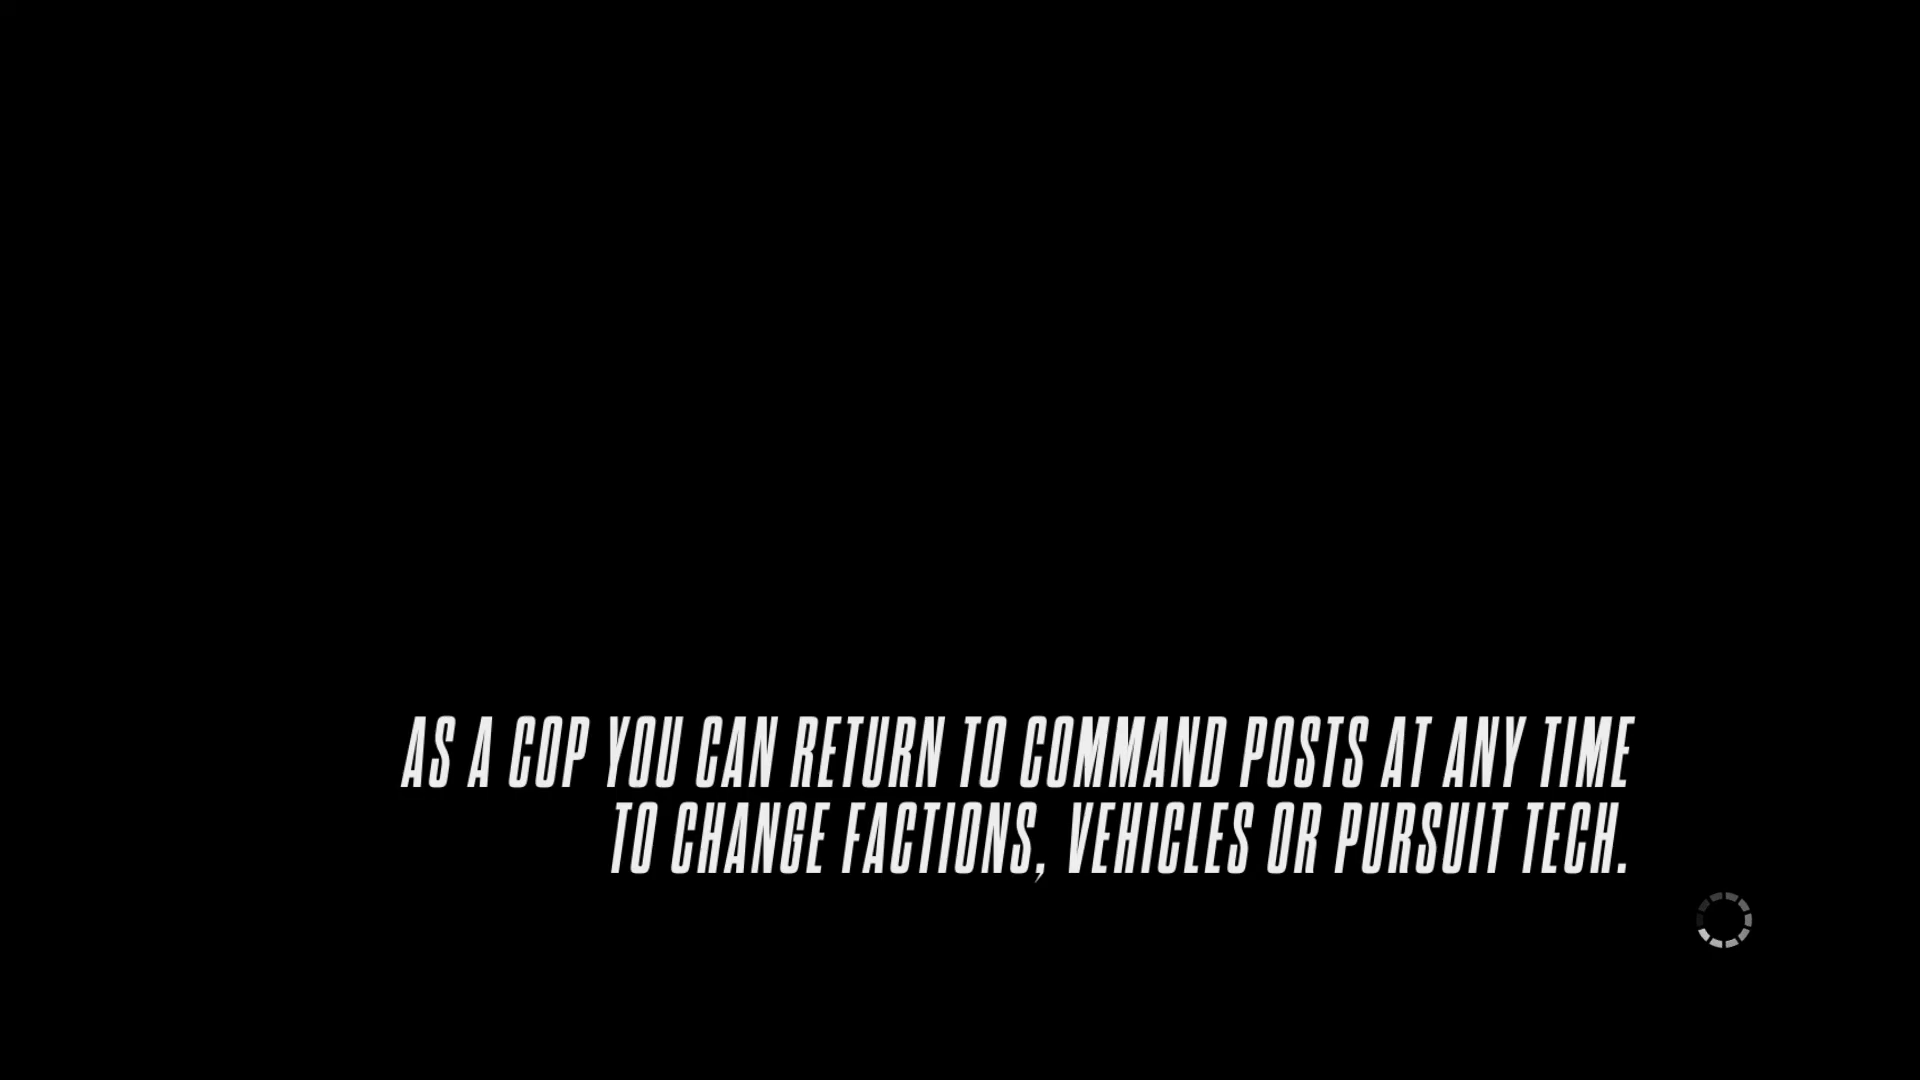 AS A COP YOU CAN RETURN TO COMMAND POSTS AT ANY TIME
TO CHANGE FACTIONS, VEHICLES OR PURSUIT TECH.